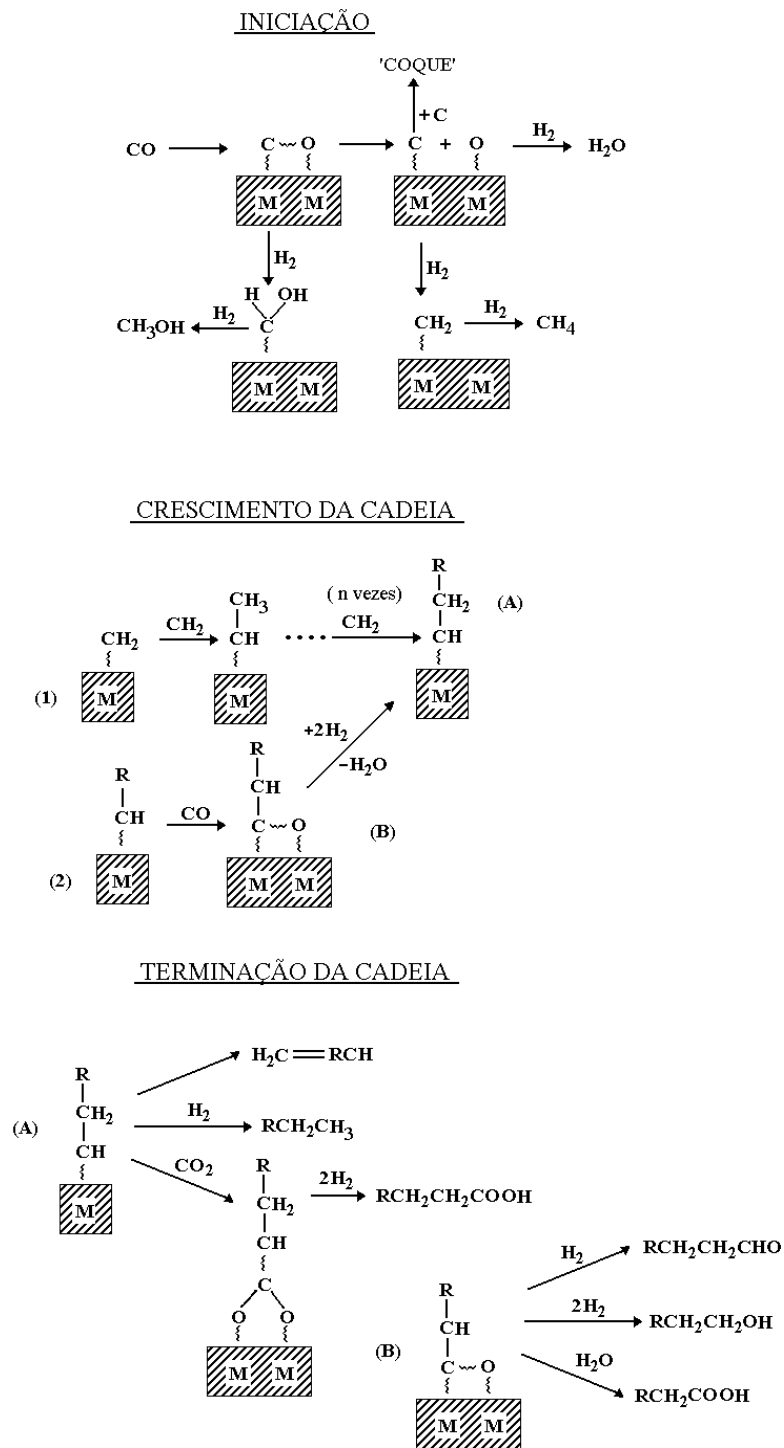 INICIAÇÃO
'COQUE'
+ C
CO
C
O
C
+
O
H2
H2O
M M
M M
H2
H2
H OH
CH3OH
H2
C
CH2
H2
CH4
M M
M M
CRESCIMENTO DA CADEIA
R
CH3
( n vezes)
CH2
(A)
CH2
CH2
CH
CH2
CH
(1)
M
M
M
+2H2
R
–H2O
R
CH
CH
CO
C
O
(B)
(2)
M
M M
TERMINAÇÃO DA CADEIA
H2C=RCH
R
(A)
CH2
H2
RCH2CH3
CH
CO2
R
2H2
RCH2CH2COOH
M
CH2
CH
H2
RCH2CH2CHO
C
R
O O
CH
2H2
RCH2CH2OH
(B)
C
O
H2O
RCH2COOH
M M
M M